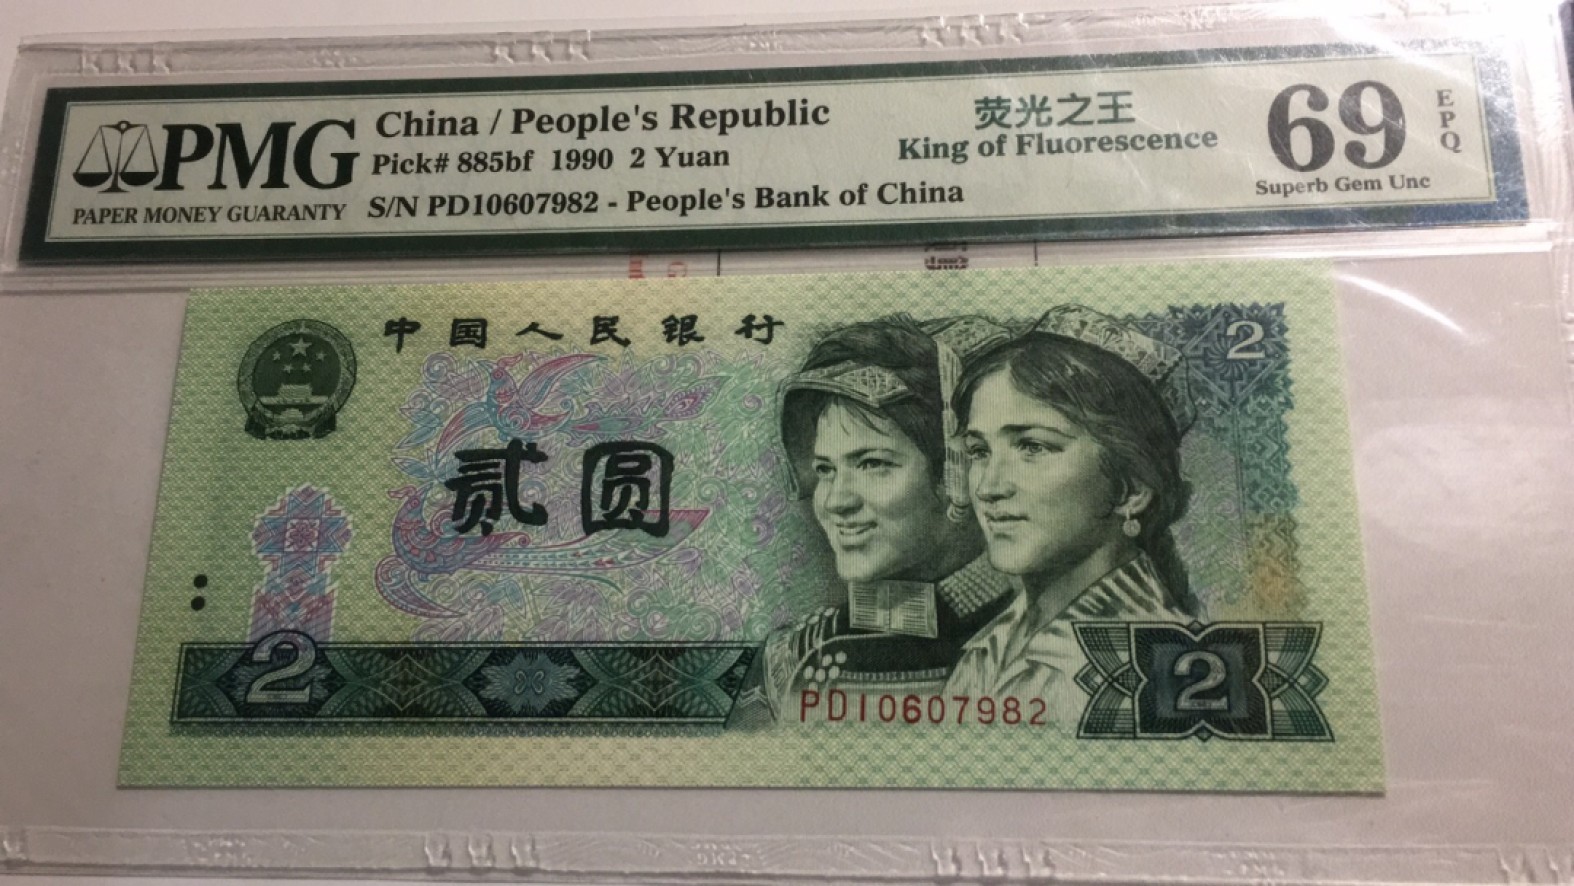 PMG
PAPER MONEY GUARANTY
China / People's Republic
Pick# 885bf 1990 2 Yuan
S/N PD10607982 - People's Bank of China
荧光之王
King of Fluorescence
69
EPQ
Superb Gem Unc
中国人民银行
2
贰圆
2
PD10607982
2